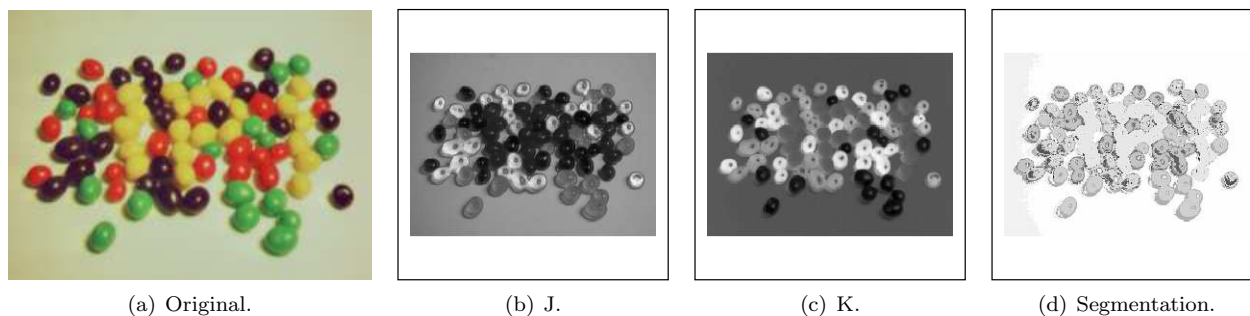 (a) Original.
(b) J.
(c) K.
(d) Segmentation.